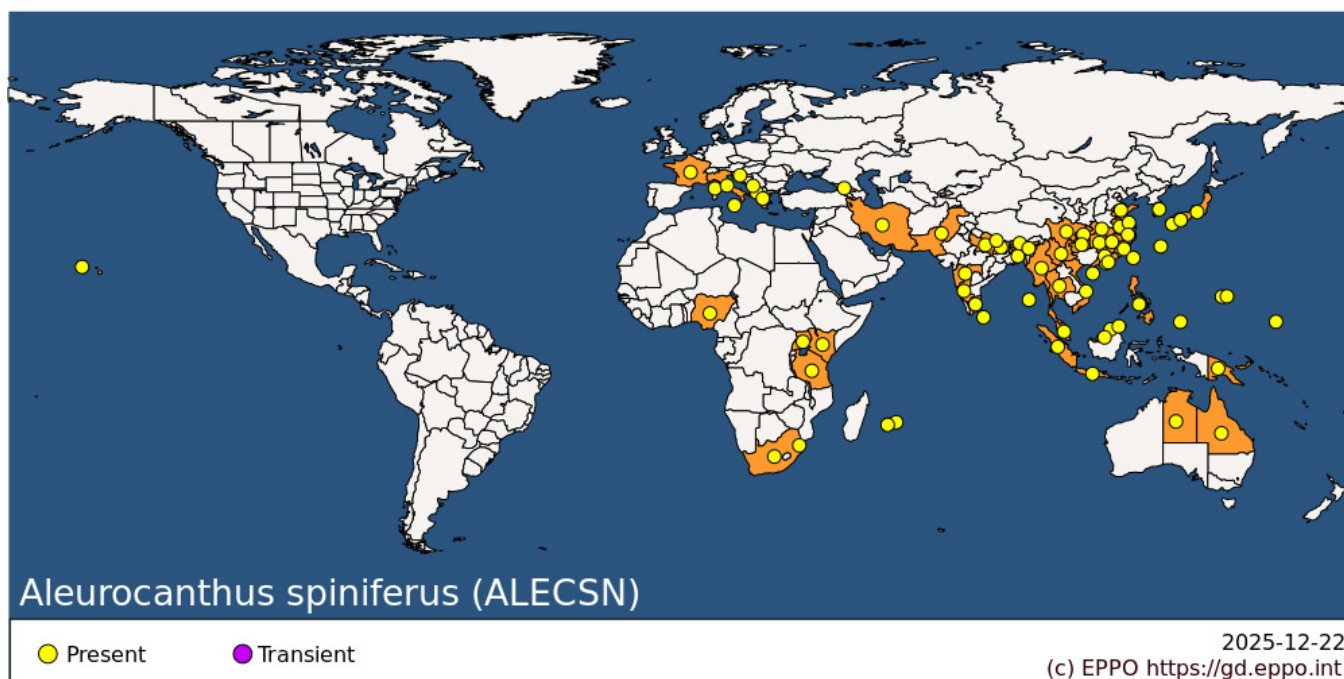 Aleurocanthus spiniferus (ALECSN)
Present
Transient
2025-12-22
(c) EPPO https://gd.eppo.int